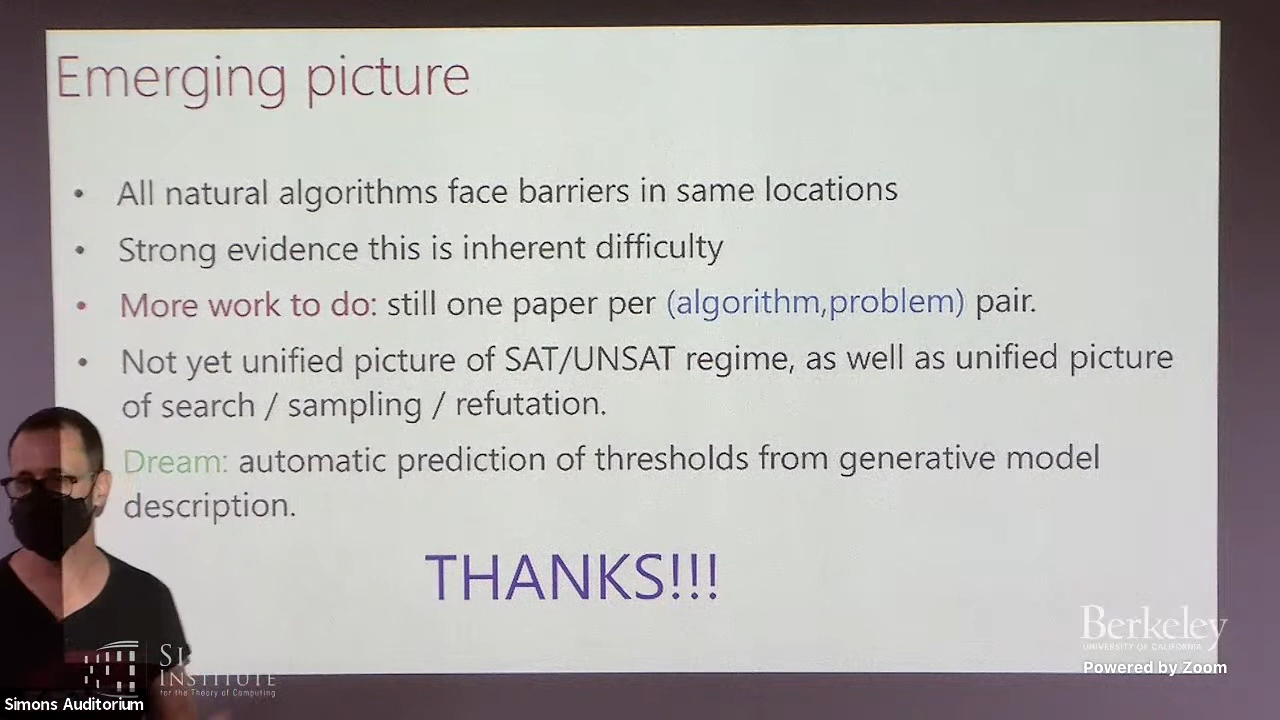 Emerging picture
• All natural algorithms face barriers in same locations
• Strong evidence this is inherent difficulty
• More work to do: still one paper per (algorithm,problem) pair.
• Not yet unified picture of SAT/UNSAT regime, as well as unified picture
of search / sampling / refutation.
Dream: automatic prediction of thresholds from generative model
description.
THANKS!!!
Berkeley
UNIVERSITY OF CALIFORNIA
Powered by Zoom
INSTITUTE
for the Theory of Computing
Simons Auditorium